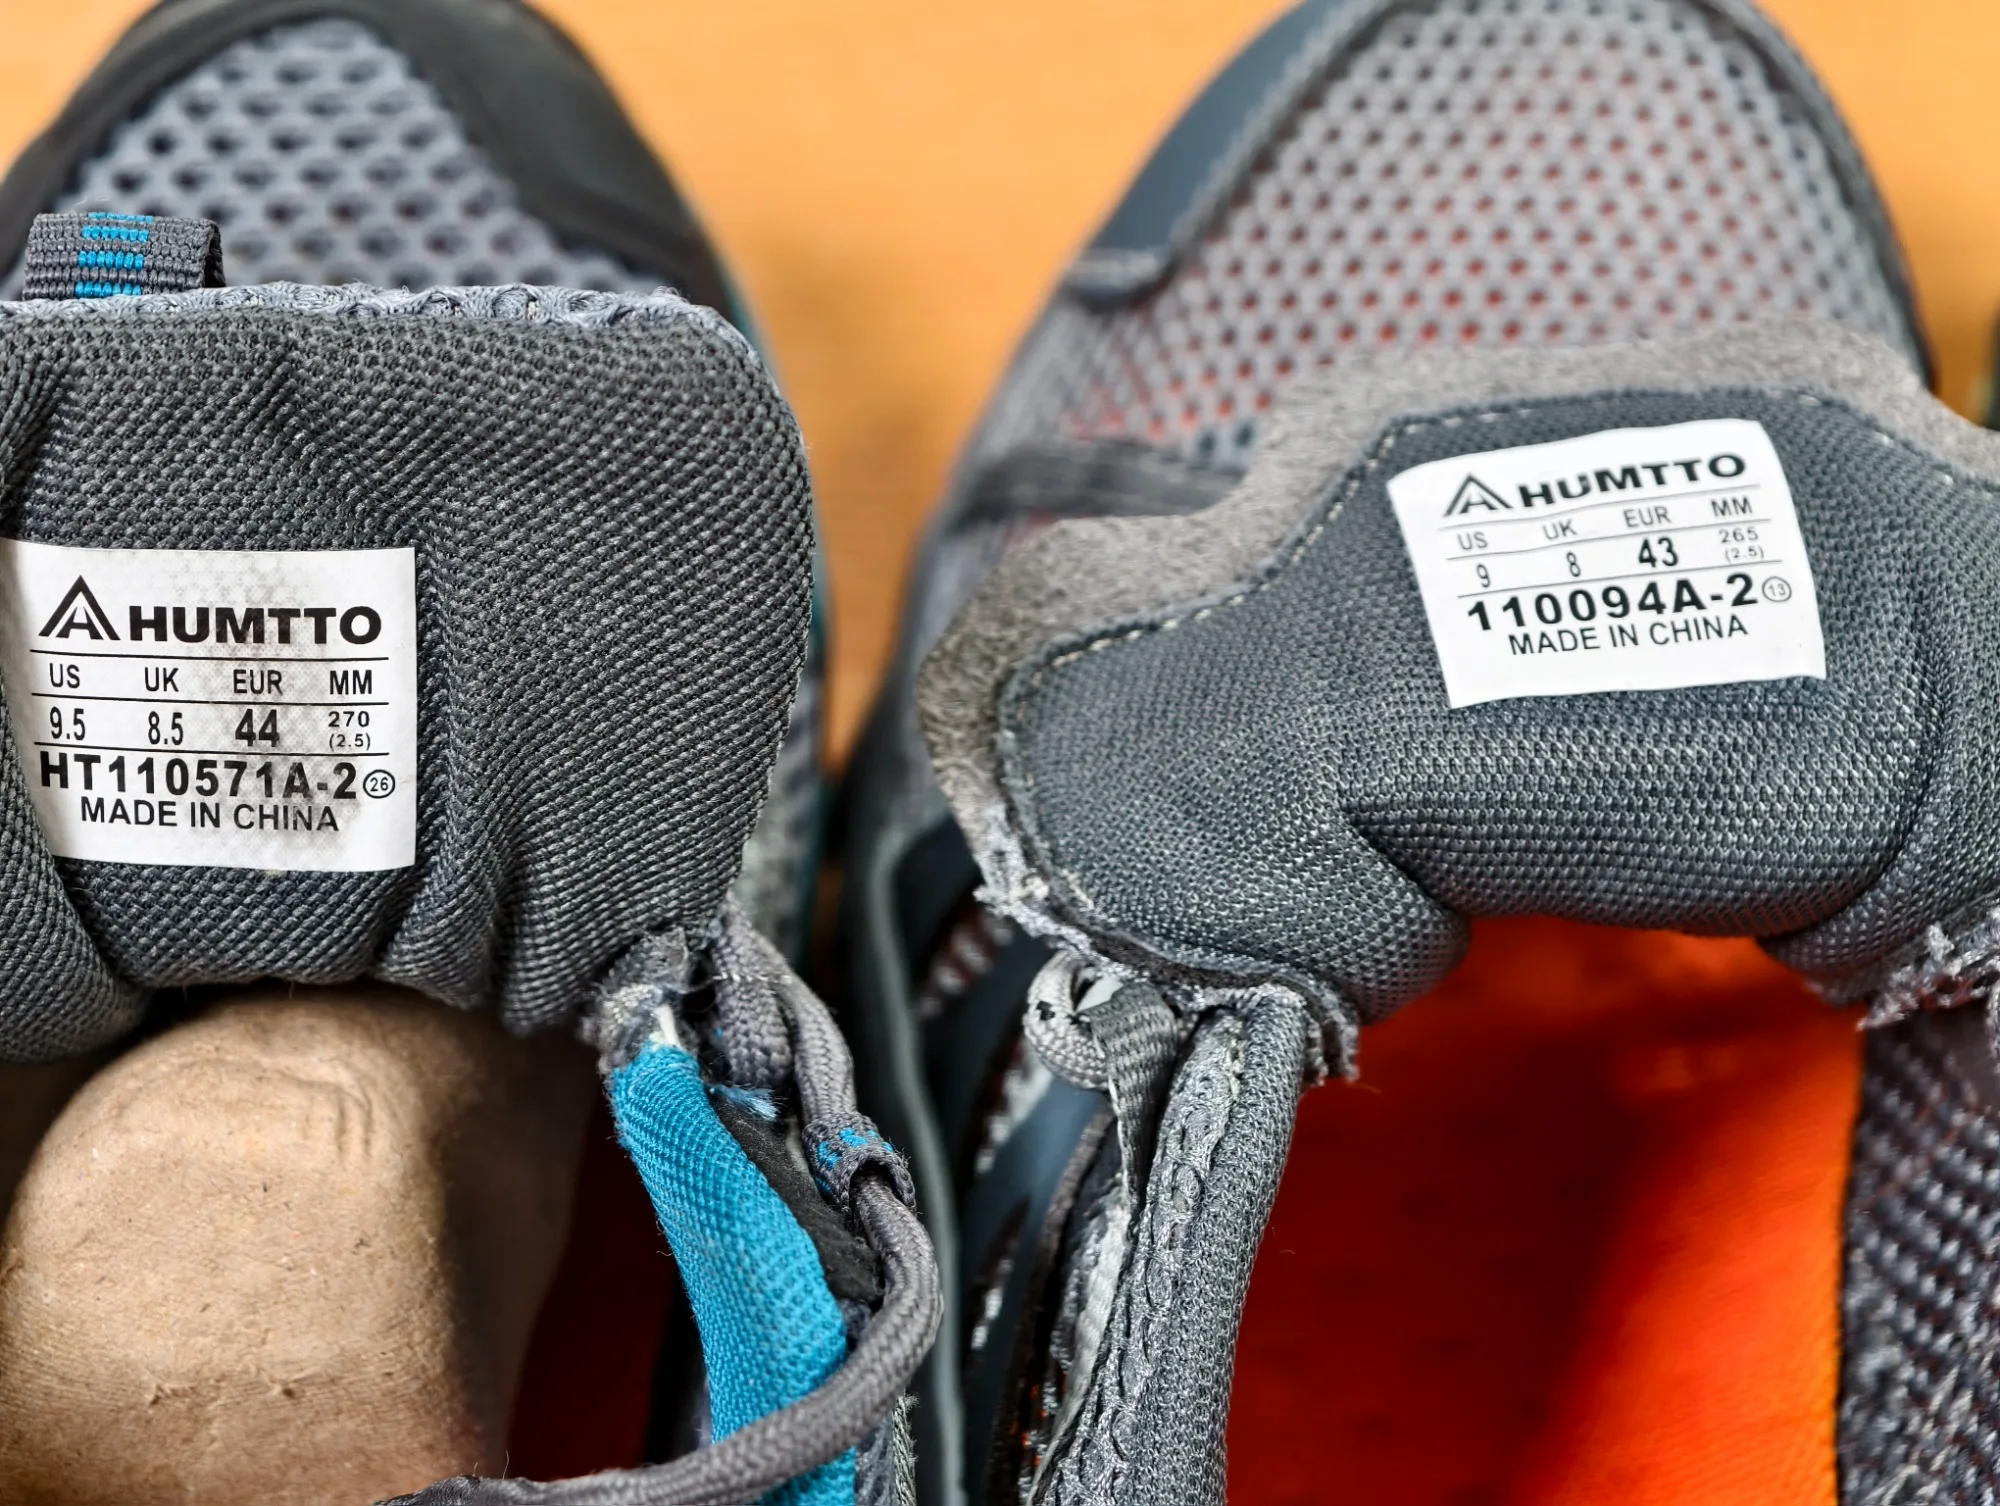 HUMTTO
US UK EUR MM
9.5 8.5 44 270 (2.5)
HT110571A-2 26
MADE IN CHINA
HUMTTO
US UK EUR MM
9 8 43 265 (2.5)
110094A-2 13
MADE IN CHINA